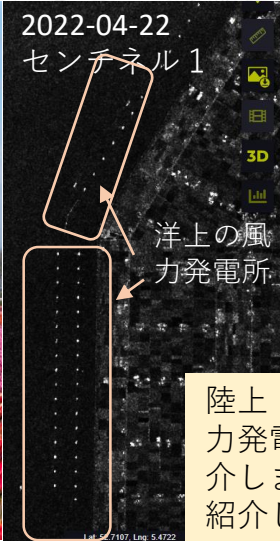 2022-04-22
センチネル１
3D
洋上の風
力発電所
陸上
力発電
介しま
紹介し
Lat: 52.7107, Lng: 5.4722